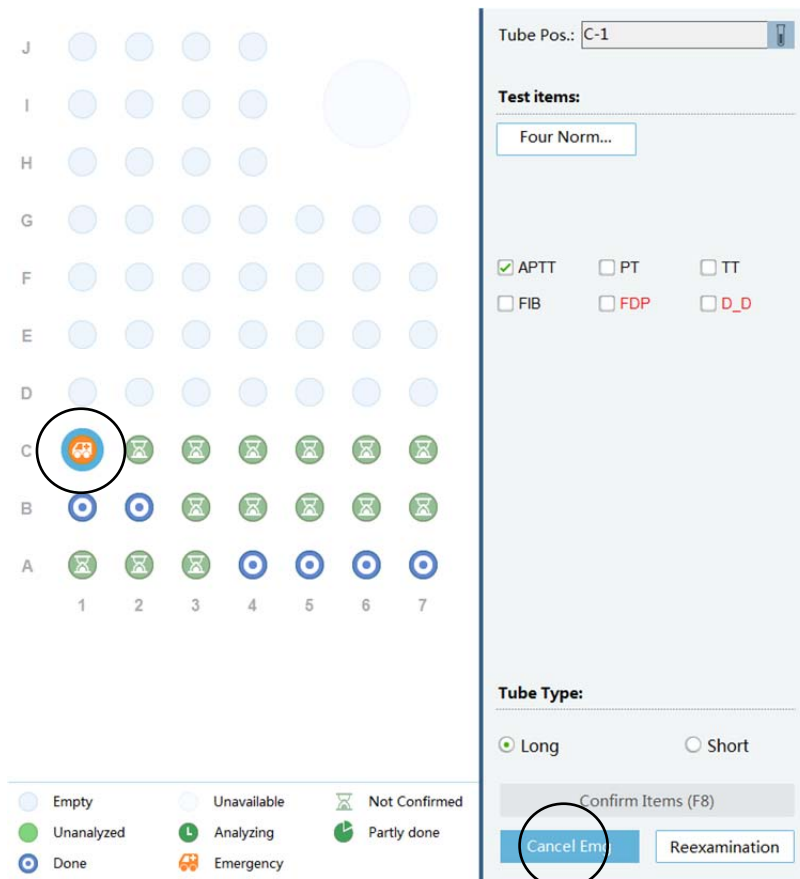 J
I
H
G
F
E
D
C
B
A
1 2 3 4 5 6 7
Empty Unavailable Not Confirmed
Unanalyzed Analyzing Partly done
Done Emergency
Tube Pos.: C-1
Test items:
Four Norm...
APTT PT TT
FIB FDP D_D
Tube Type:
Long Short
Confirm Items (F8)
Cancel Emg Reexamination